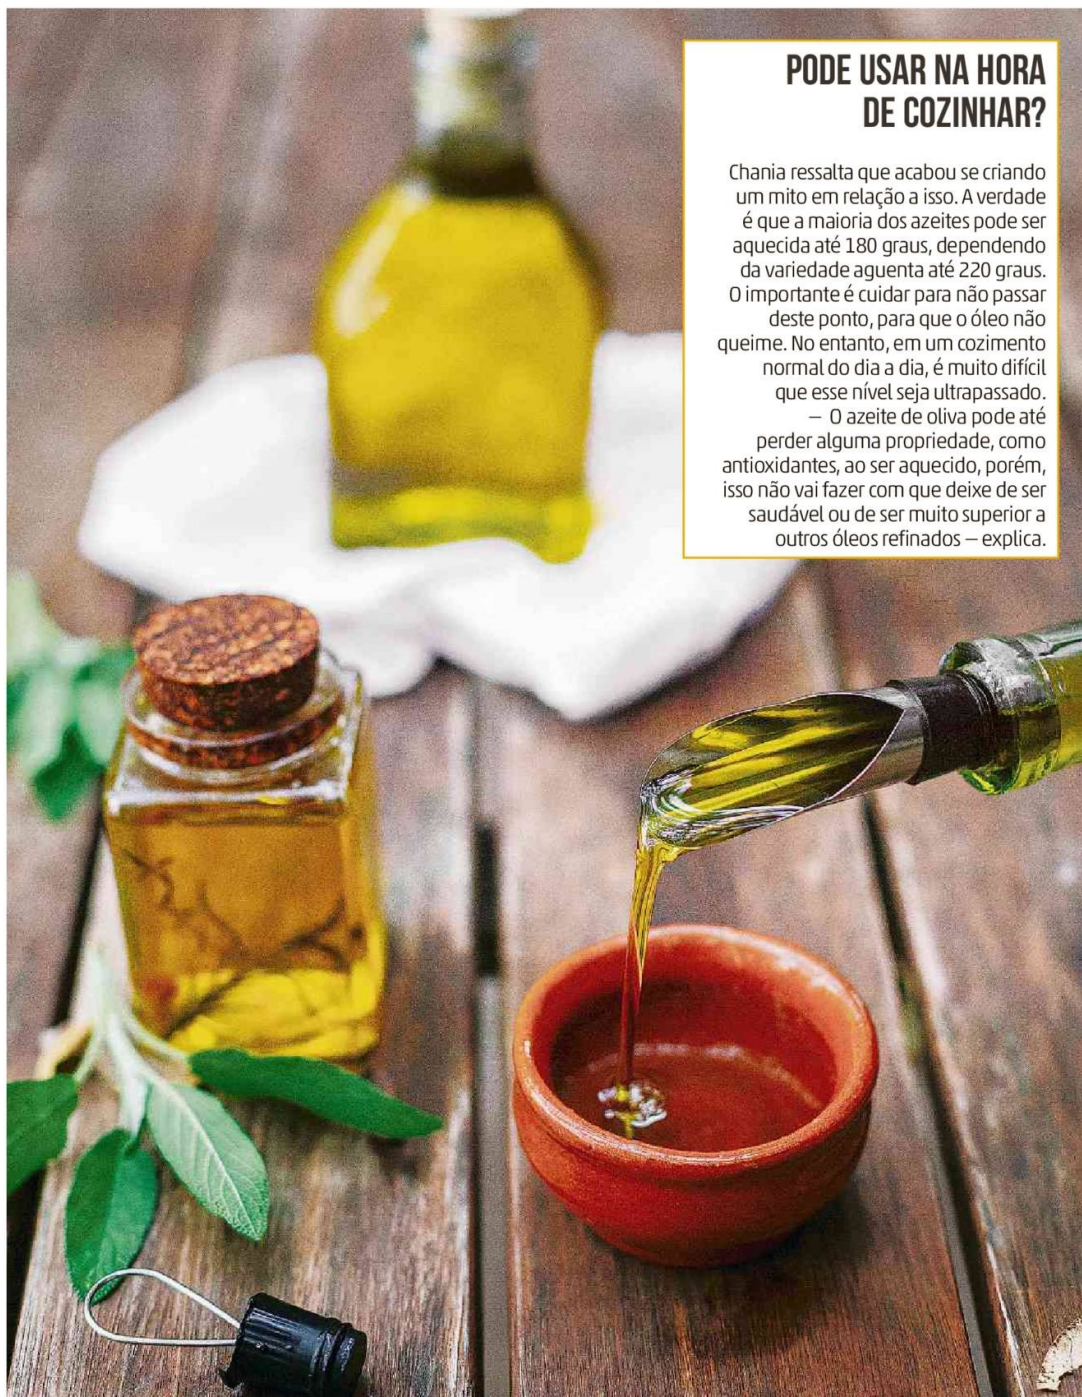 PODE USAR NA HORA
DE COZINHAR?
Chania ressalta que acabou se criando
um mito em relação a isso. A verdade
é que a maioria dos azeites pode ser
aquecida até 180 graus, dependendo
da variedade aguenta até 220 graus.
O importante é cuidar para não passar
deste ponto, para que o óleo não
queime. No entanto, em um cozimento
normal do dia a dia, é muito difícil
que esse nível seja ultrapassado.
— O azeite de oliva pode até
perder alguma propriedade, como
antioxidantes, ao ser aquecido, porém,
isso não vai fazer com que deixe de ser
saudável ou de ser muito superior a
outros óleos refinados — explica.